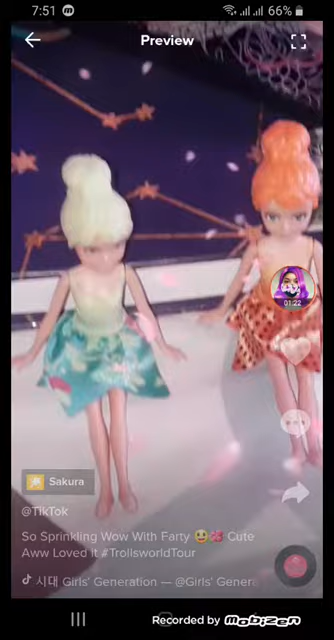 7:51
66%
Preview
01:22
Sakura
@TikTok
So Sprinkling Wow With Farty 😃🌺 Cute
Aww Loved It #TrollsworldTour
시대 Girls' Generation — @Girls' Gener
Recorded by mobizen